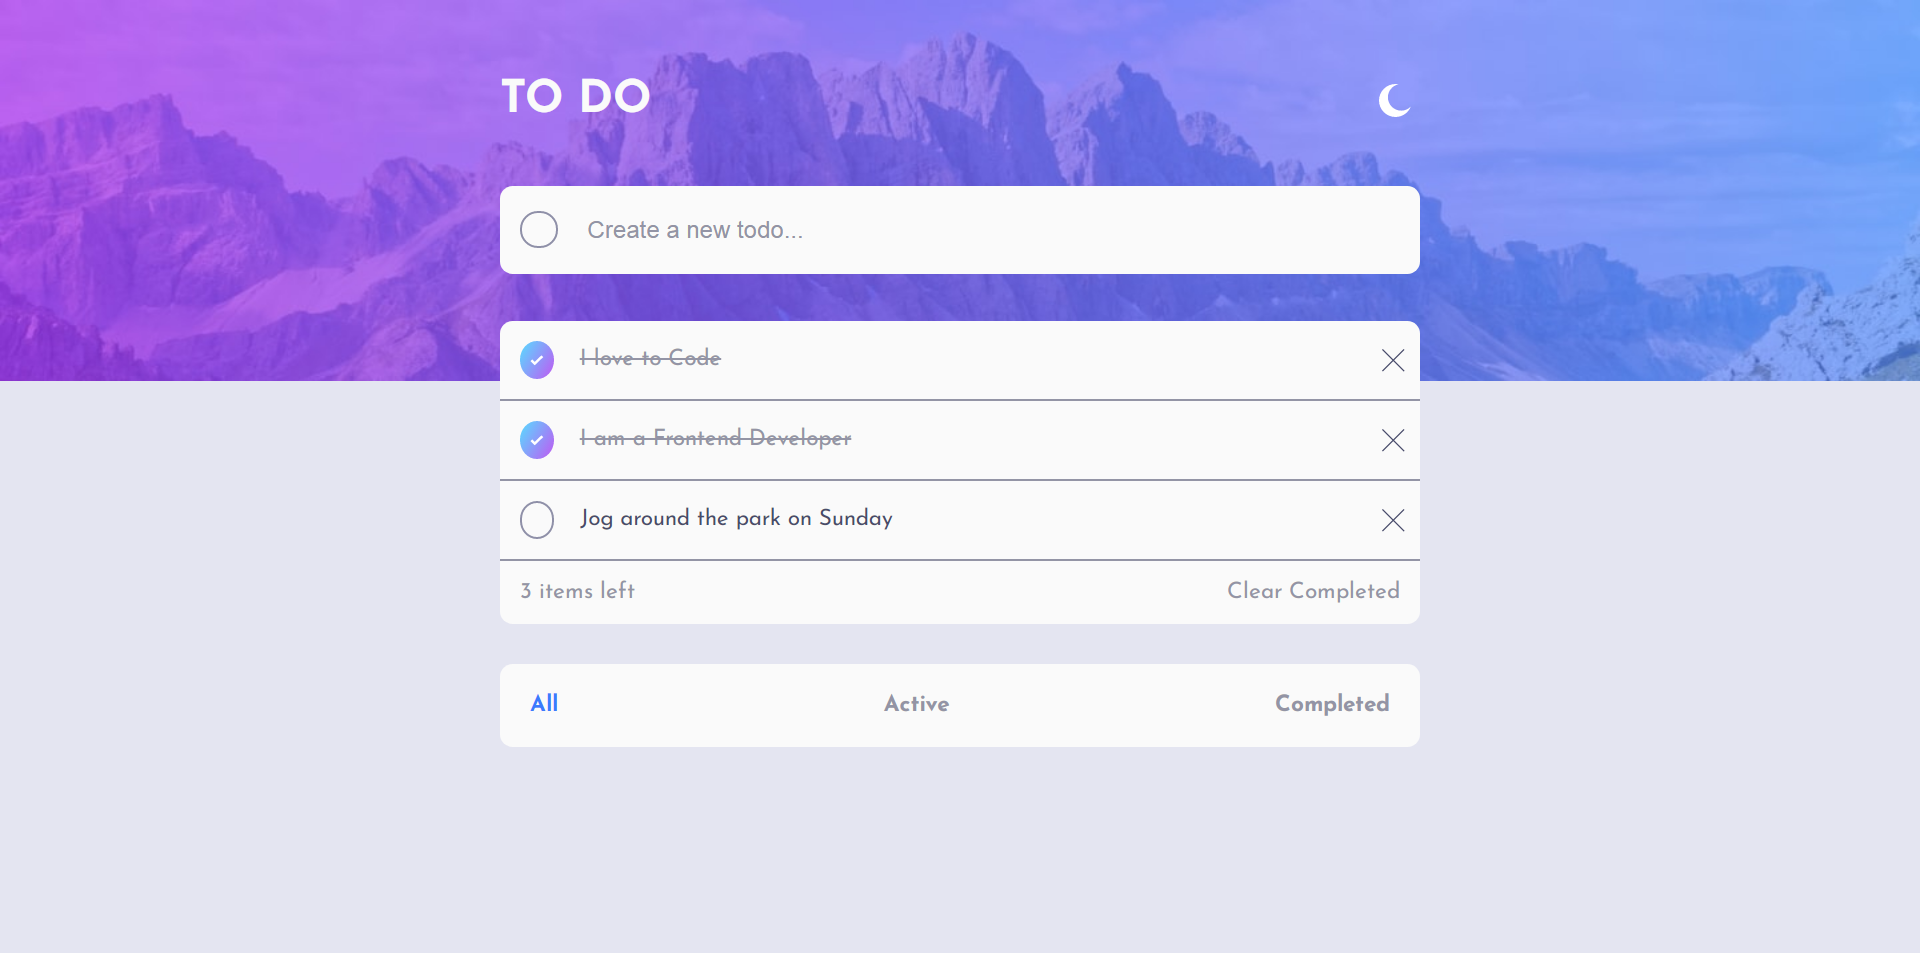 TO DO
Create a new todo...
I love to Code
I am a Frontend Developer
Jog around the park on Sunday
3 items left
Clear Completed
All
Active
Completed